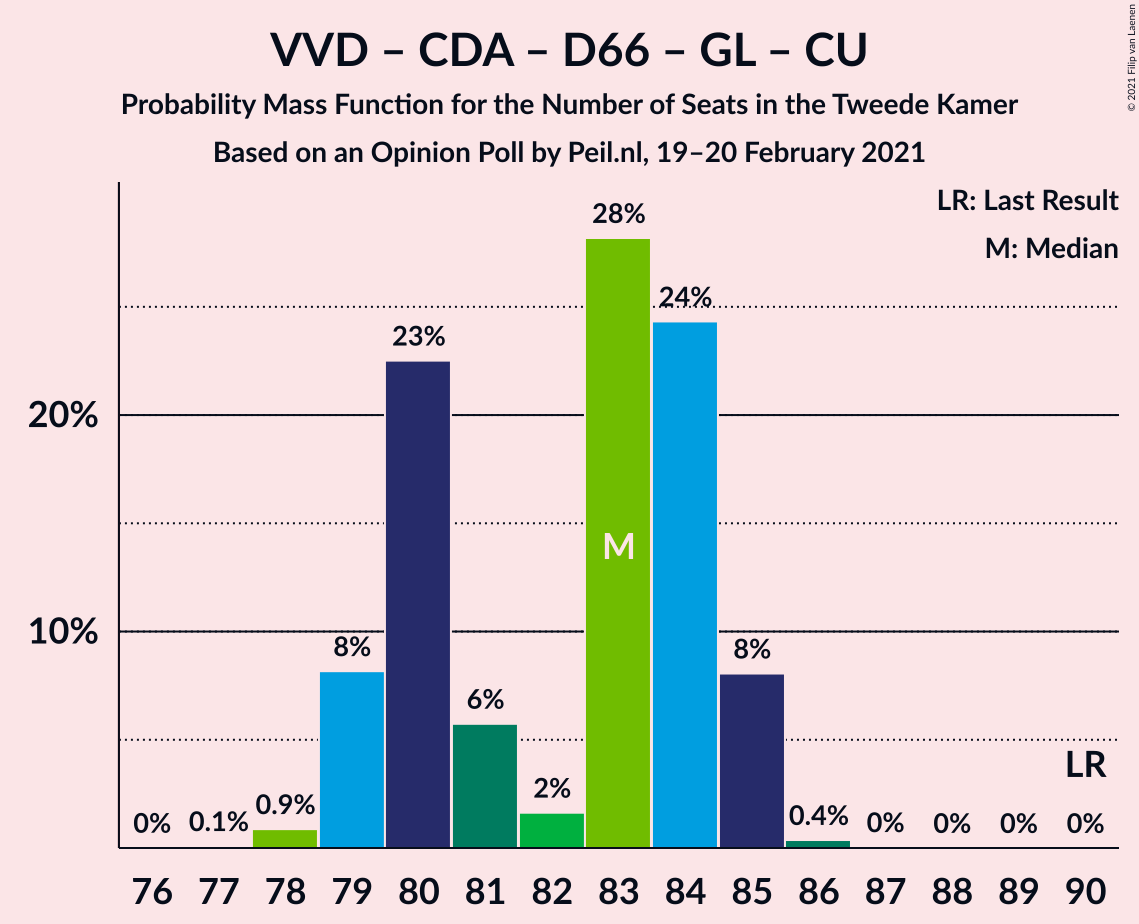 VVD – CDA – D66 – GL – CU
Probability Mass Function for the Number of Seats in the Tweede Kamer
Based on an Opinion Poll by Peil.nl, 19–20 February 2021
© 2021 Filip van Laenen
LR: Last Result
M: Median
28%
24%
23%
20%
M
10%
8%
8%
6%
LR
2%
0.9%
0.4%
0%
0.1%
0%
0%
0%
0%
76 77 78 79 80 81 82 83 84 85 86 87 88 89 90